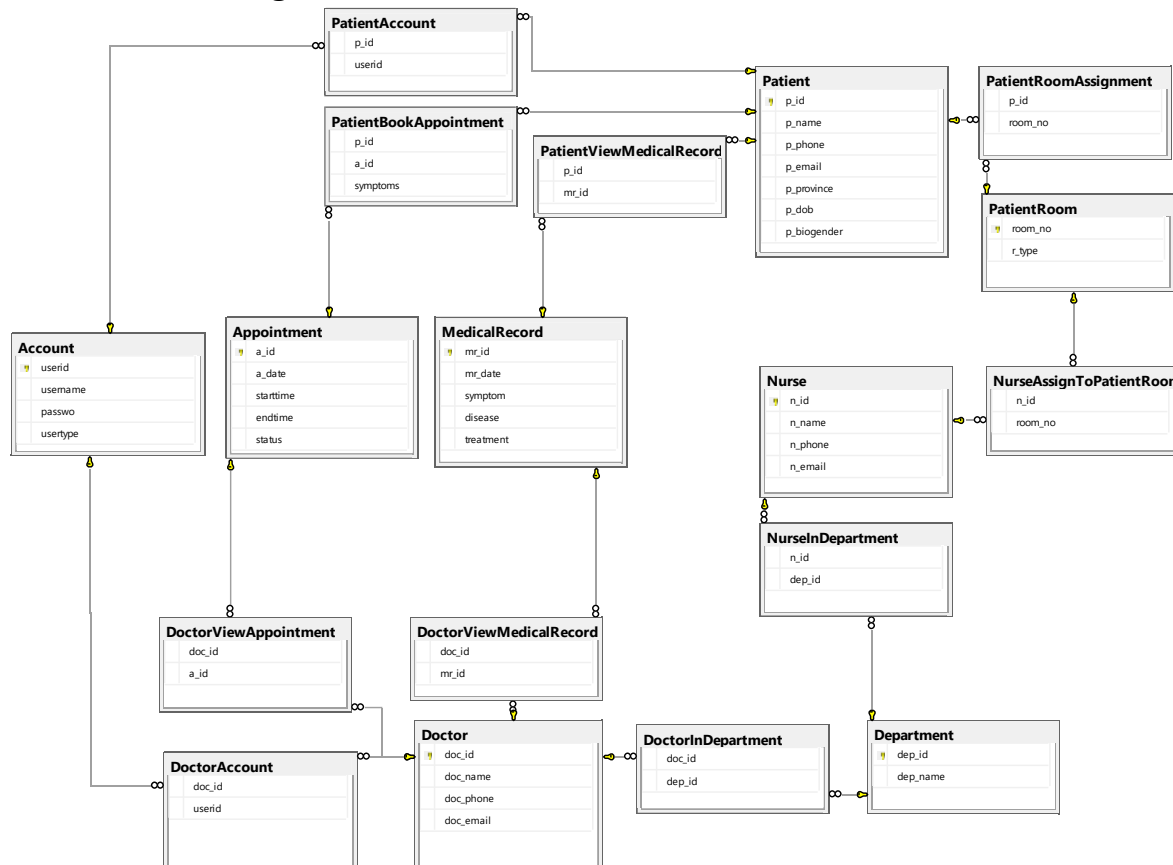 PatientAccount
p_id
userid
PatientBookAppointment
p_id
a_id
symptoms
PatientViewMedicalRecord
p_id
mr_id
Patient
p_id
p_name
p_phone
p_email
p_province
p_dob
p_biogender
PatientRoomAssignment
p_id
room_no
PatientRoom
room_no
r_type
Account
userid
username
passwo
usertype
Appointment
a_id
a_date
starttime
endtime
status
MedicalRecord
mr_id
mr_date
symptom
disease
treatment
Nurse
n_id
n_name
n_phone
n_email
NurseAssignToPatientRoom
n_id
room_no
NurseInDepartment
n_id
dep_id
DoctorViewAppointment
doc_id
a_id
DoctorViewMedicalRecord
doc_id
mr_id
DoctorAccount
doc_id
userid
Doctor
doc_id
doc_name
doc_phone
doc_email
DoctorInDepartment
doc_id
dep_id
Department
dep_id
dep_name